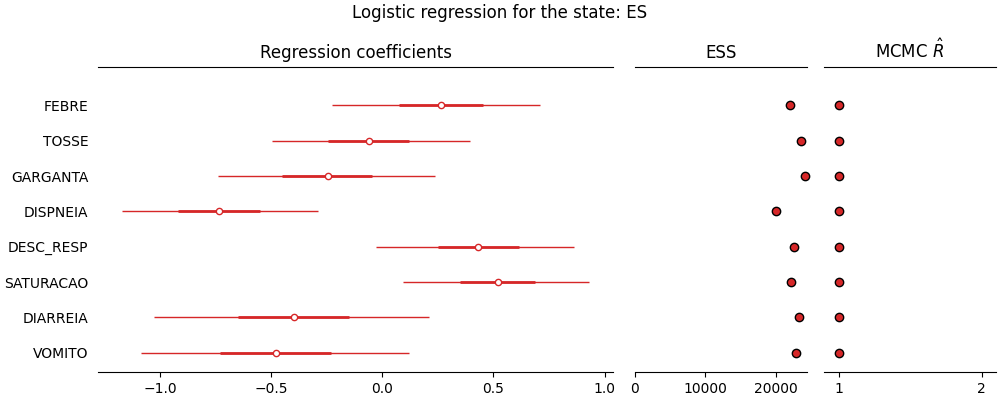 Logistic regression for the state: ES
Regression coefficients
ESS
MCMC $\hat{R}$
FEBRE
TOSSE
GARGANTA
DISPNEIA
DESC_RESP
SATURACAO
DIARREIA
VOMITO
−1.0 −0.5 0.0 0.5 1.0
0 10000 20000
1 2